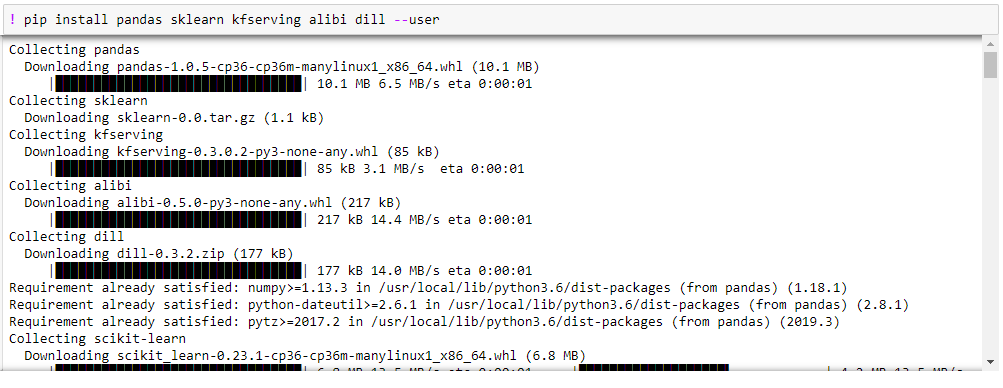 ! pip install pandas sklearn kfserving alibi dill --user
Collecting pandas
Downloading pandas-1.0.5-cp36-cp36m-manylinux1_x86_64.whl (10.1 MB)
| | 10.1 MB 6.5 MB/s eta 0:00:01
Collecting sklearn
Downloading sklearn-0.0.tar.gz (1.1 kB)
Collecting kfserving
Downloading kfserving-0.3.0.2-py3-none-any.whl (85 kB)
| | 85 kB 3.1 MB/s eta 0:00:01
Collecting alibi
Downloading alibi-0.5.0-py3-none-any.whl (217 kB)
| | 217 kB 14.4 MB/s eta 0:00:01
Collecting dill
Downloading dill-0.3.2.zip (177 kB)
| | 177 kB 14.0 MB/s eta 0:00:01
Requirement already satisfied: numpy>=1.13.3 in /usr/local/lib/python3.6/dist-packages (from pandas) (1.18.1)
Requirement already satisfied: python-dateutil>=2.6.1 in /usr/local/lib/python3.6/dist-packages (from pandas) (2.8.1)
Requirement already satisfied: pytz>=2017.2 in /usr/local/lib/python3.6/dist-packages (from pandas) (2019.3)
Collecting scikit-learn
Downloading scikit_learn-0.23.1-cp36-cp36m-manylinux1_x86_64.whl (6.8 MB)